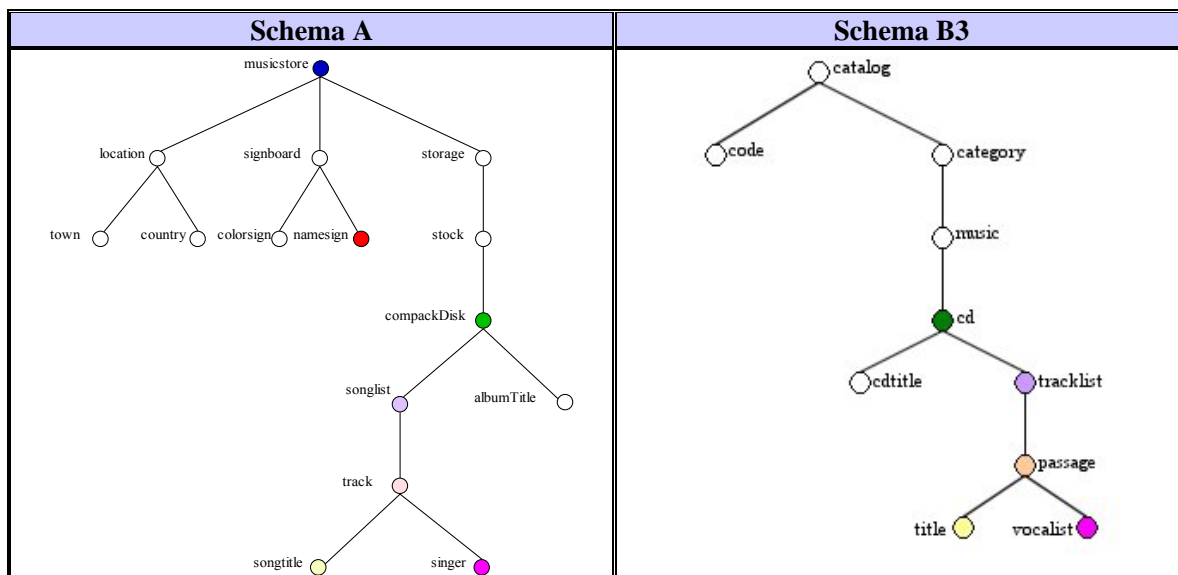 Schema A
Schema B3
musicstore
location
signboard
storage
town
country
colorsign
namesign
stock
compackDisk
songlist
albumTitle
track
songtitle
singer
catalog
code
category
music
cd
cdtitle
tracklist
passage
title
vocalist